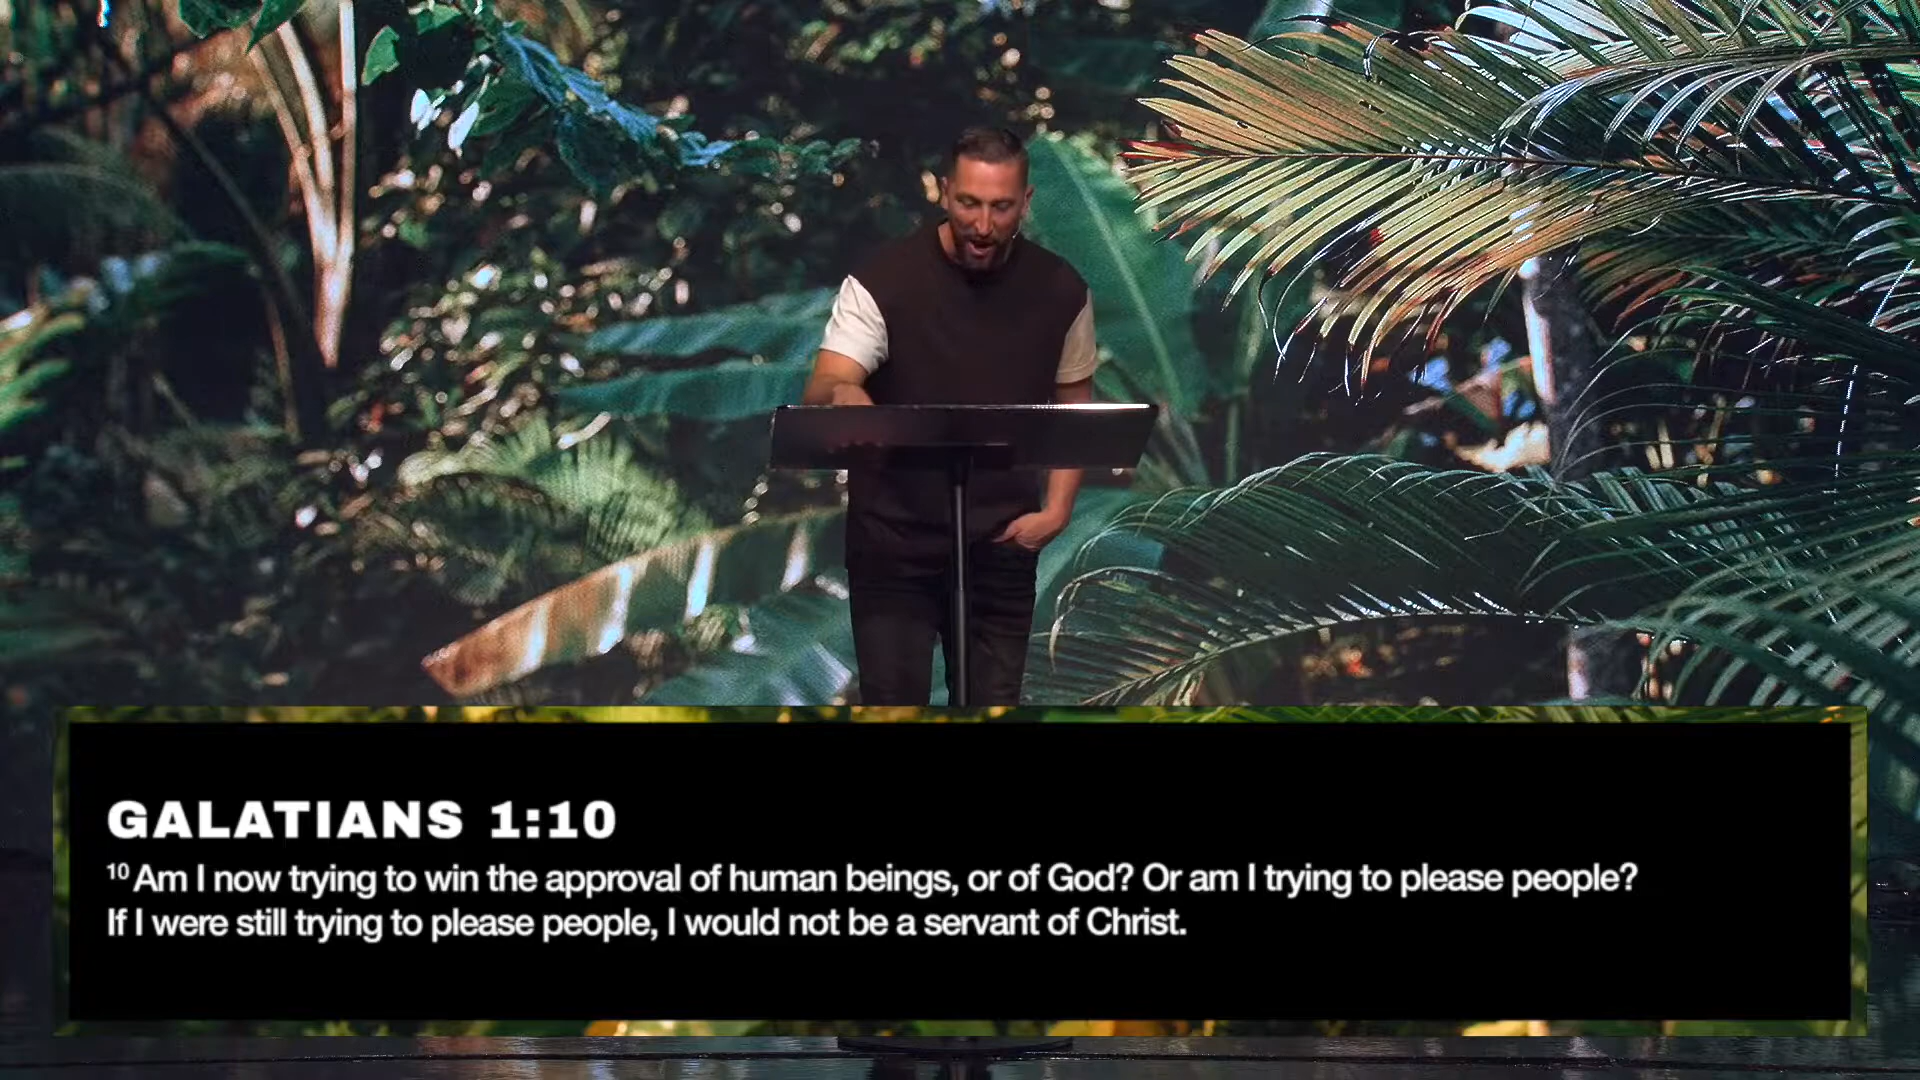 GALATIANS 1:10
¹⁰ Am I now trying to win the approval of human beings, or of God? Or am I trying to please people?
If I were still trying to please people, I would not be a servant of Christ.